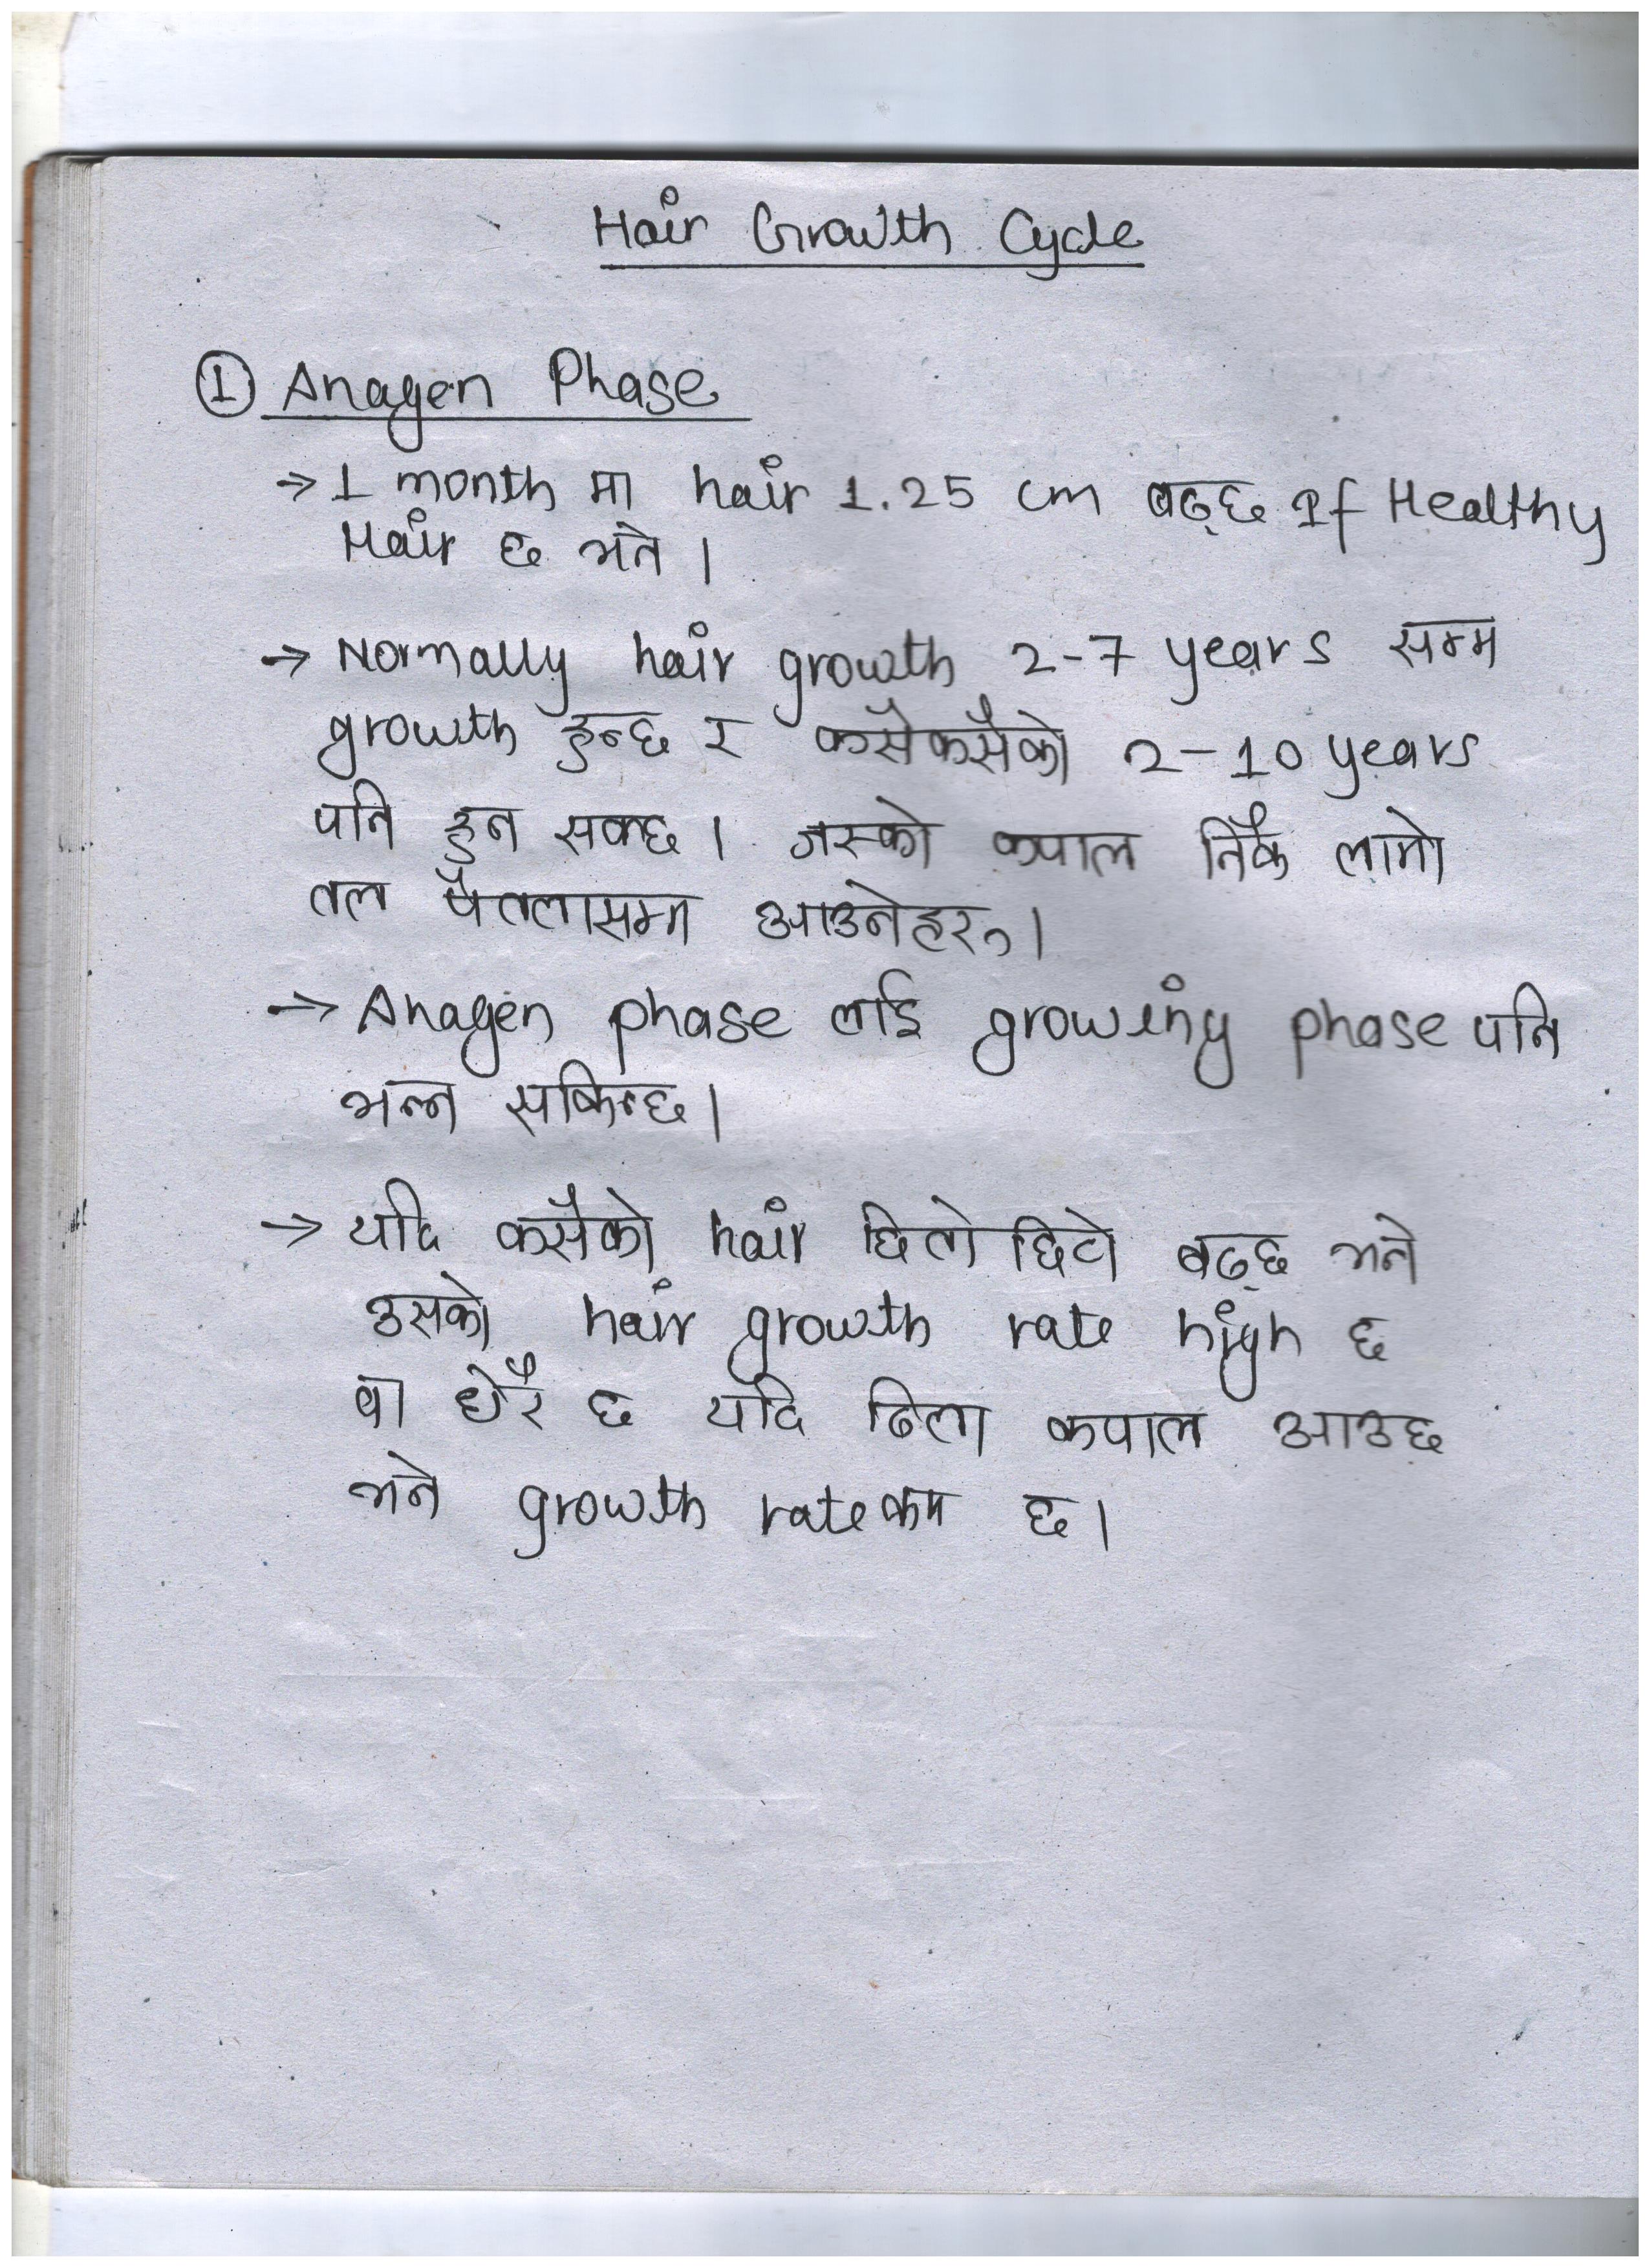 Hair Growth Cycle
① Anagen Phase
→ 1 month मा hair 1.25 cm बढ्छ If Healthy
Hair छ भने ।
→ Normally hair growth 2-7 years सम्म
growth हुन्छ र कसैकसैको 2-10 years
पनि हुन सक्छ । जस्को कपाल निकै लामो
तल पैतलासम्म आउनेहरु ।
→ Anagen phase लाई growing phase पनि
भन्न सकिन्छ ।
→ यदि कसैको hair छिटो छिटो बढ्छ भने
उसको hair growth rate high छ
वा धेरै छ यदि ढिला कपाल आउछ
भने growth rate कम छ ।